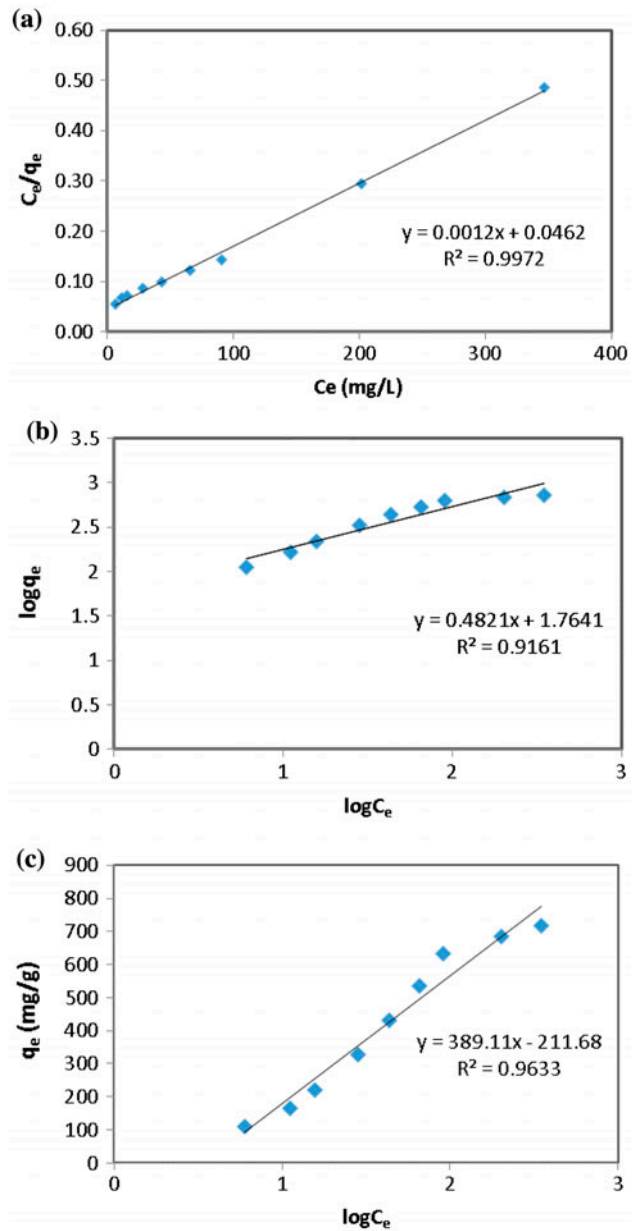 (a)
0.60
0.50
0.40
0.30
0.20
0.10
0.00
Ce/qe
y = 0.0012x + 0.0462
R² = 0.9972
0 100 200 300 400
Ce (mg/L)
(b)
3.5
3
2.5
2
1.5
1
0.5
0
logqe
y = 0.4821x + 1.7641
R² = 0.9161
0 1 2 3
logCe
(c)
900
800
700
600
500
400
300
200
100
0
qe (mg/g)
y = 389.11x - 211.68
R² = 0.9633
0 1 2 3
logCe